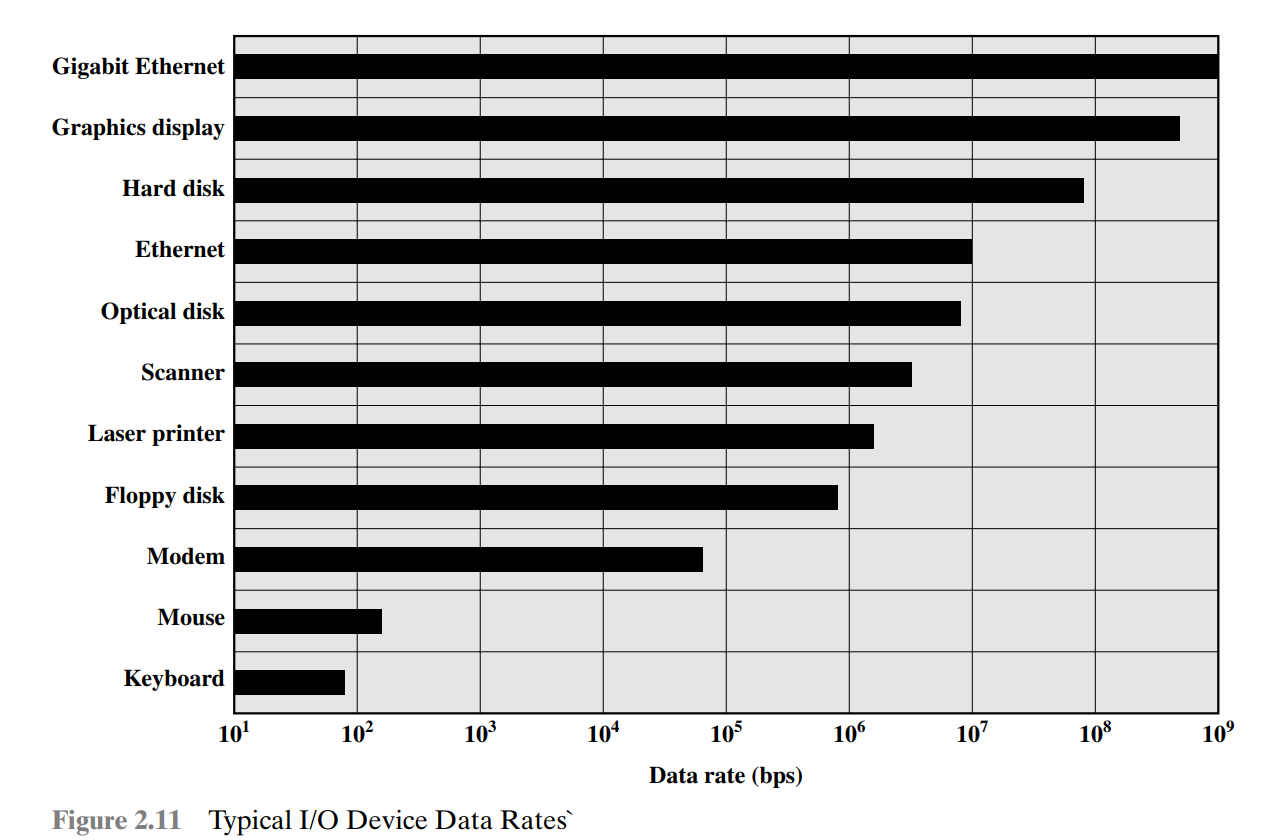 Gigabit Ethernet
Graphics display
Hard disk
Ethernet
Optical disk
Scanner
Laser printer
Floppy disk
Modem
Mouse
Keyboard
10¹ 10² 10³ 10⁴ 10⁵ 10⁶ 10⁷ 10⁸ 10⁹
Data rate (bps)
Figure 2.11 Typical I/O Device Data Rates`